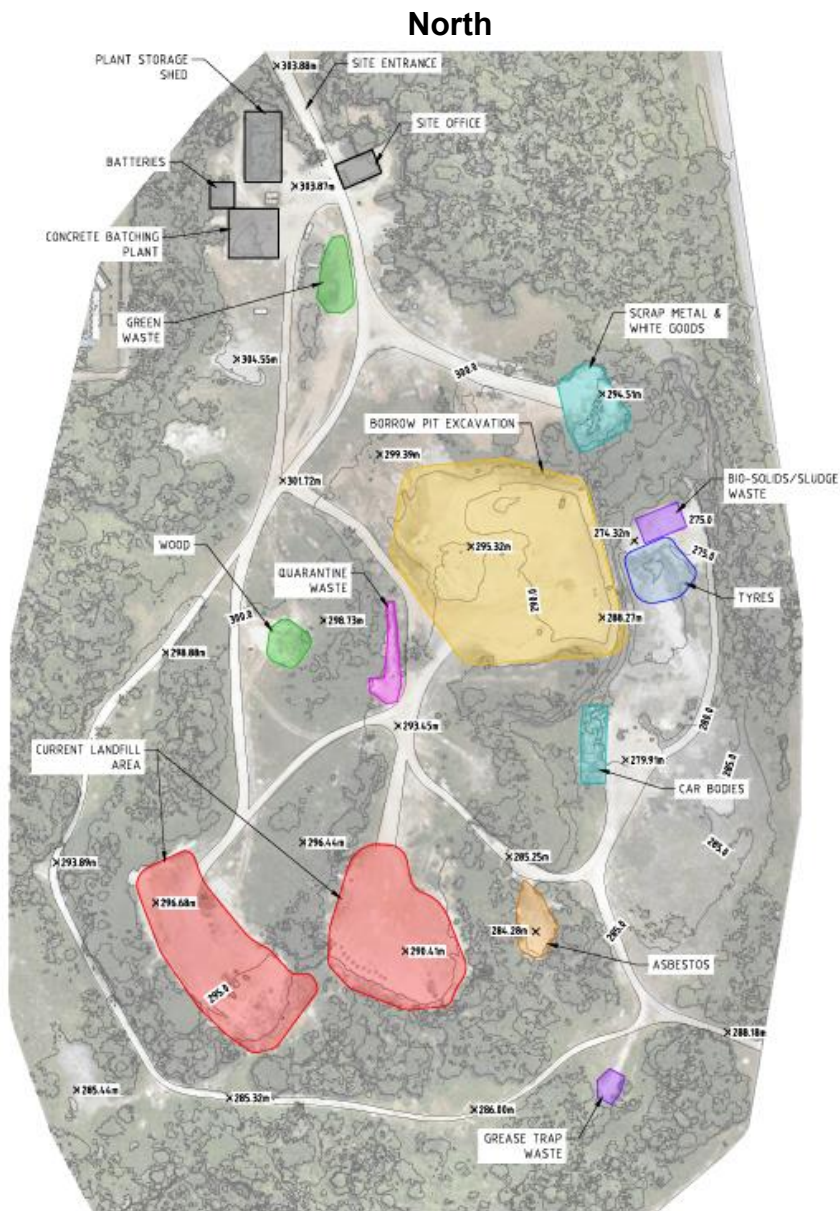 North
PLANT STORAGE
SHED
303.88m
SITE ENTRANCE
SITE OFFICE
BATTERIES
303.87m
CONCRETE BATCHING
PLANT
GREEN
WASTE
SCRAP METAL &
WHITE GOODS
304.55m
300.0
294.51m
BORROW PIT EXCAVATION
299.39m
301.72m
BIO-SOLIDS/SLUDGE
WASTE
275.0
274.32m
275.0
WOOD
295.32m
QUARANTINE
WASTE
TYRES
290.0
300.0
298.73m
288.27m
298.88m
293.45m
280.0
CURRENT LANDFILL
AREA
279.91m
285.0
CAR BODIES
296.44m
285.0
293.89m
285.25m
296.68m
284.28m
285.0
290.41m
ASBESTOS
295.0
288.18m
285.44m
285.32m
286.00m
GREASE TRAP
WASTE